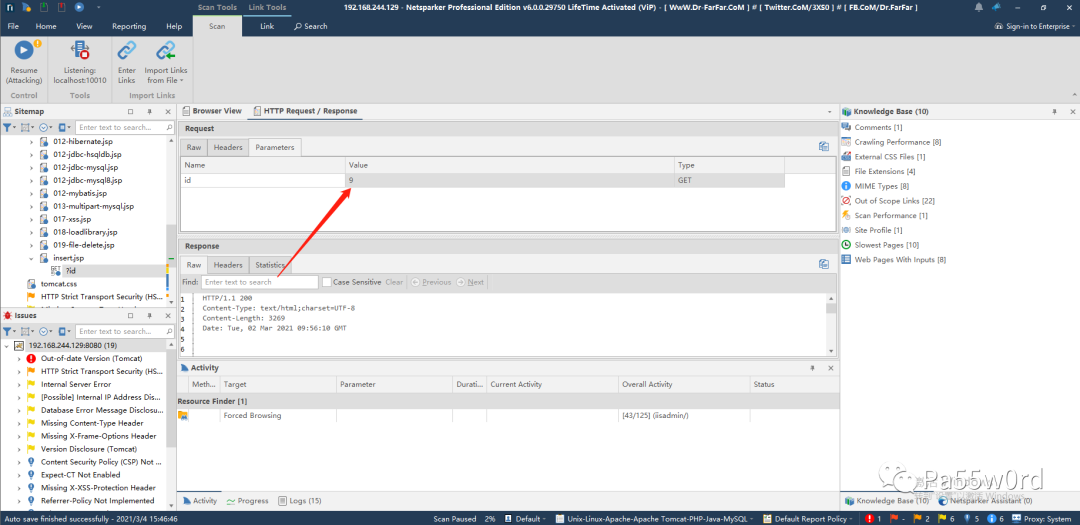 Scan Tools Link Tools 192.168.244.129 - Netsparker Professional Edition v6.0.0.29750 LifeTime Activated (ViP) - [ WwW.Dr-FarFar.CoM ] # [ Twitter.CoM/3XS0 ] # [ FB.CoM/Dr.FarFar ]
File Home View Reporting Help Scan Link Search Sign-in to Enterprise
Resume (Attacking)
Listening: localhost:10010
Enter Links
Import Links from File
Control Tools Import Links
Sitemap
Enter text to search...
012-hibernate.jsp
012-jdbc-hsqldb.jsp
012-jdbc-mysql.jsp
012-jdbc-mysql8.jsp
012-mybatis.jsp
013-multipart-mysql.jsp
017-xss.jsp
018-loadlibrary.jsp
019-file-delete.jsp
insert.jsp
?id
tomcat.css
HTTP Strict Transport Security (HS...
Issues
Enter text to search...
192.168.244.129:8080 (19)
Out-of-date Version (Tomcat)
HTTP Strict Transport Security (HS...
Internal Server Error
[Possible] Internal IP Address Dis...
Database Error Message Disclosu...
Missing Content-Type Header
Missing X-Frame-Options Header
Version Disclosure (Tomcat)
Content Security Policy (CSP) Not ...
Expect-CT Not Enabled
Missing X-XSS-Protection Header
Referrer-Policy Not Implemented
Browser View HTTP Request / Response
Request
Raw Headers Parameters
Name Value Type
id 9 GET
Response
Raw Headers Statistics
Find: Enter text to search Case Sensitive Clear Previous Next
1 HTTP/1.1 200
2 Content-Type: text/html;charset=UTF-8
3 Content-Length: 3269
4 Date: Tue, 02 Mar 2021 09:56:10 GMT
5
6
Activity
Meth... Target Parameter Durati... Current Activity Overall Activity Status
Resource Finder [1]
Forced Browsing [43/125] (iisadmin/)
Activity Progress Logs (15)
Knowledge Base (10)
Comments [1]
Crawling Performance [8]
External CSS Files [1]
File Extensions [4]
MIME Types [8]
Out of Scope Links [22]
Scan Performance [1]
Site Profile [1]
Slowest Pages [10]
Web Pages With Inputs [8]
Pa55w0rd
Knowledge Base (10) Netsparker Assistant (0)
Auto save finished successfully - 2021/3/4 15:46:46 Scan Paused 2% Default Unix-Linux-Apache-Apache Tomcat-PHP-Java-MySQL Default Report Policy 1 - 2 6 5 6 Proxy: System